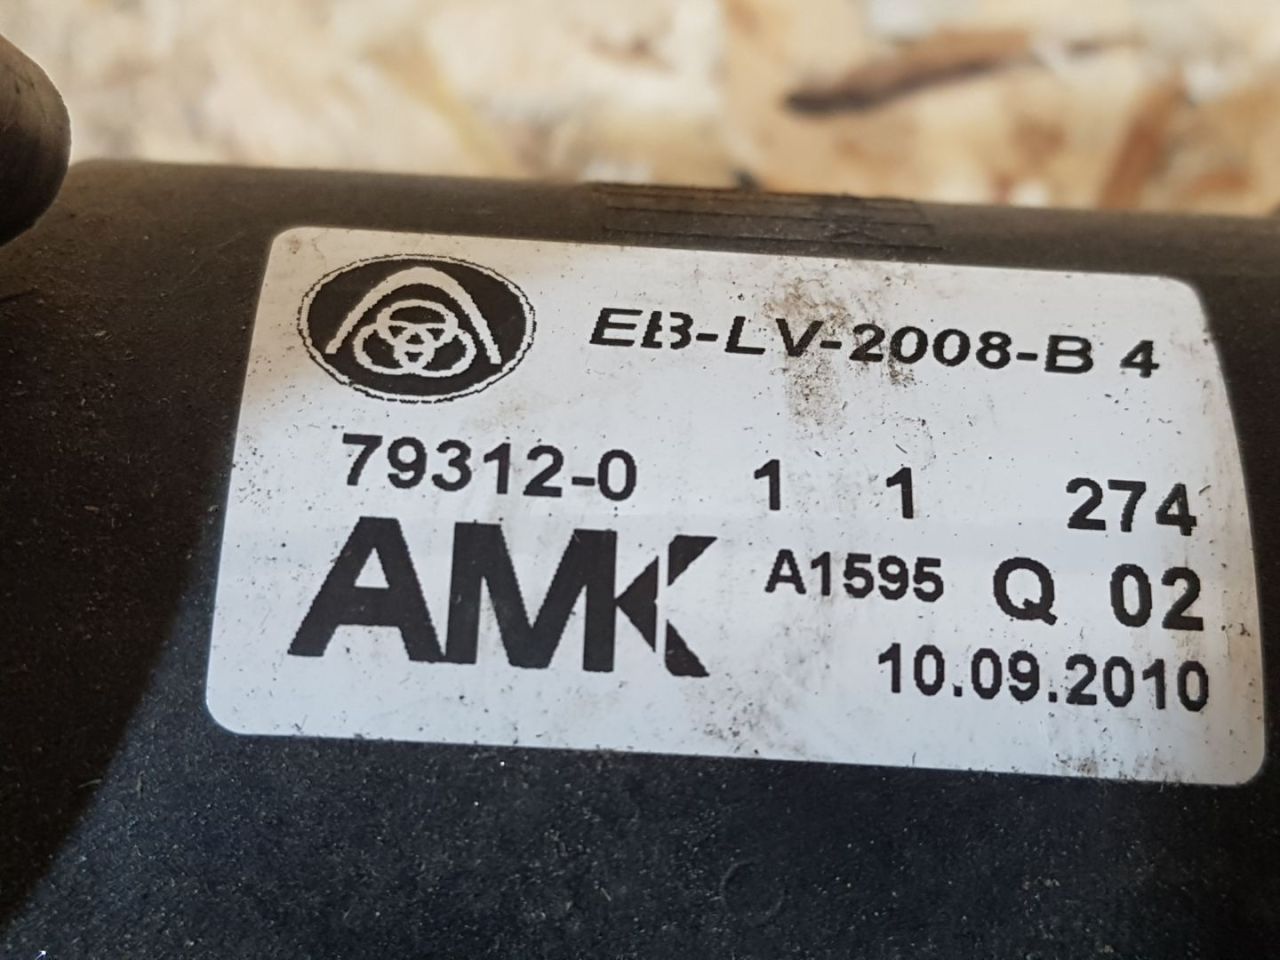 EB-LV-2008-B 4
79312-0 1 1 274
AMK A1595 Q 02
10.09.2010